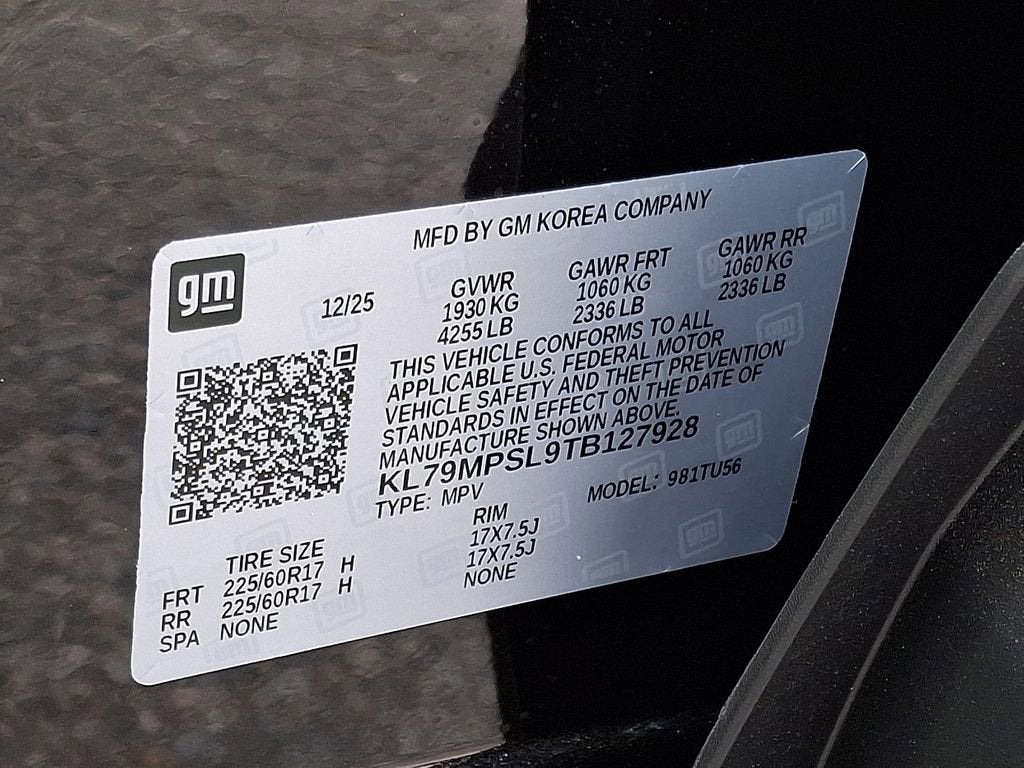 MFD BY GM KOREA COMPANY
gm
12/25
GVWR GAWR FRT GAWR RR
1930 KG 1060 KG 1060 KG
4255 LB 2336 LB 2336 LB
THIS VEHICLE CONFORMS TO ALL
APPLICABLE U.S. FEDERAL MOTOR
VEHICLE SAFETY AND THEFT PREVENTION
STANDARDS IN EFFECT ON THE DATE OF
MANUFACTURE SHOWN ABOVE.
KL79MPSL9TB127928
TYPE: MPV MODEL: 981TU56
TIRE SIZE RIM
FRT 225/60R17 H 17X7.5J
RR 225/60R17 H 17X7.5J
SPA NONE NONE